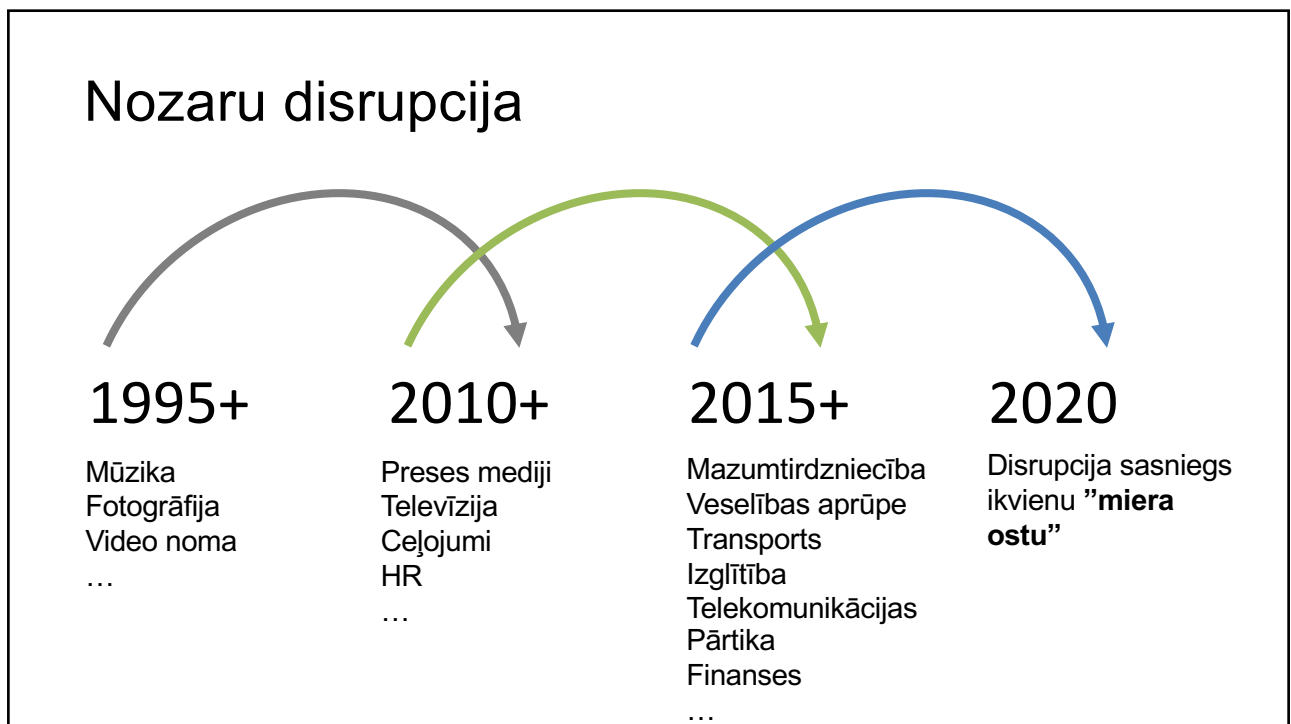 Nozaru disrupcija
1995+
Mūzika
Fotogrāfija
Video noma
…
2010+
Preses mediji
Televīzija
Ceļojumi
HR
…
2015+
Mazumtirdzniecība
Veselības aprūpe
Transports
Izglītība
Telekomunikācijas
Pārtika
Finanses
…
2020
Disrupcija sasniegs
ikvienu ”miera
ostu”